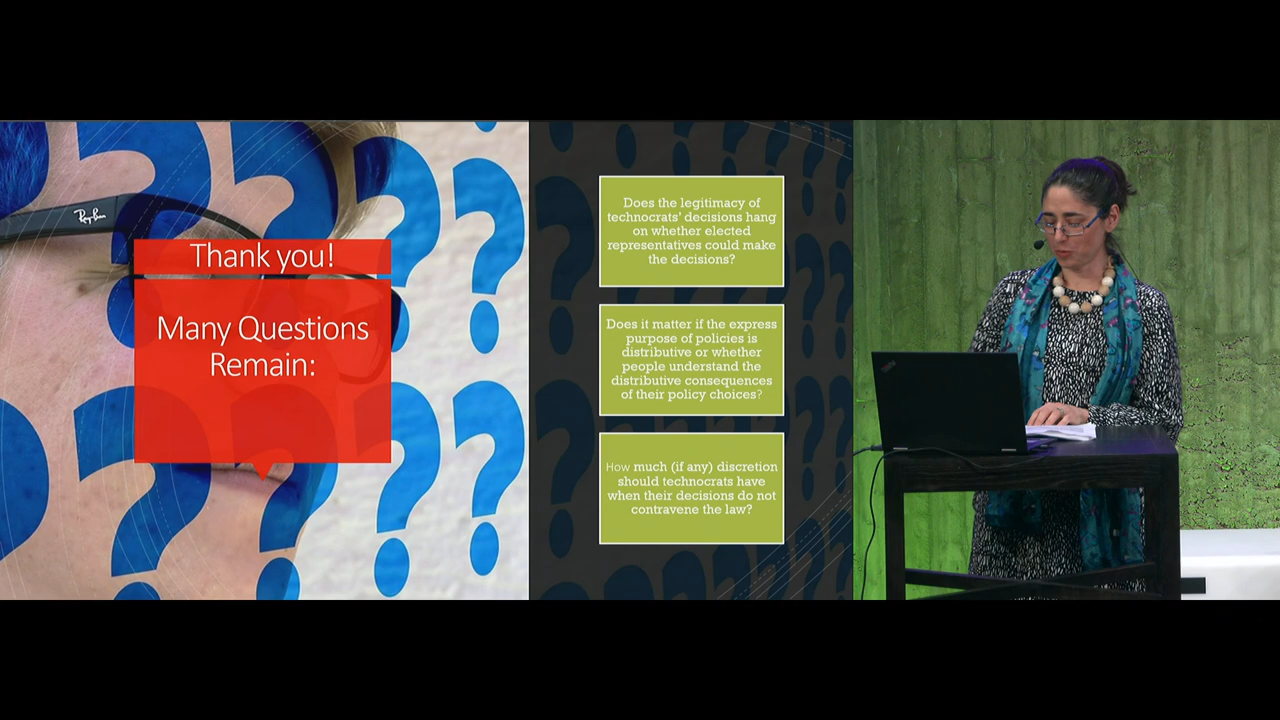 Ray-Ban
Thank you!
Many Questions
Remain:
Does the legitimacy of
technocrats' decisions hang
on whether elected
representatives could make
the decisions?
Does it matter if the express
purpose of policies is
distributive or whether
people understand the
distributive consequences
of their policy choices?
How much (if any) discretion
should technocrats have
when their decisions do not
contravene the law?